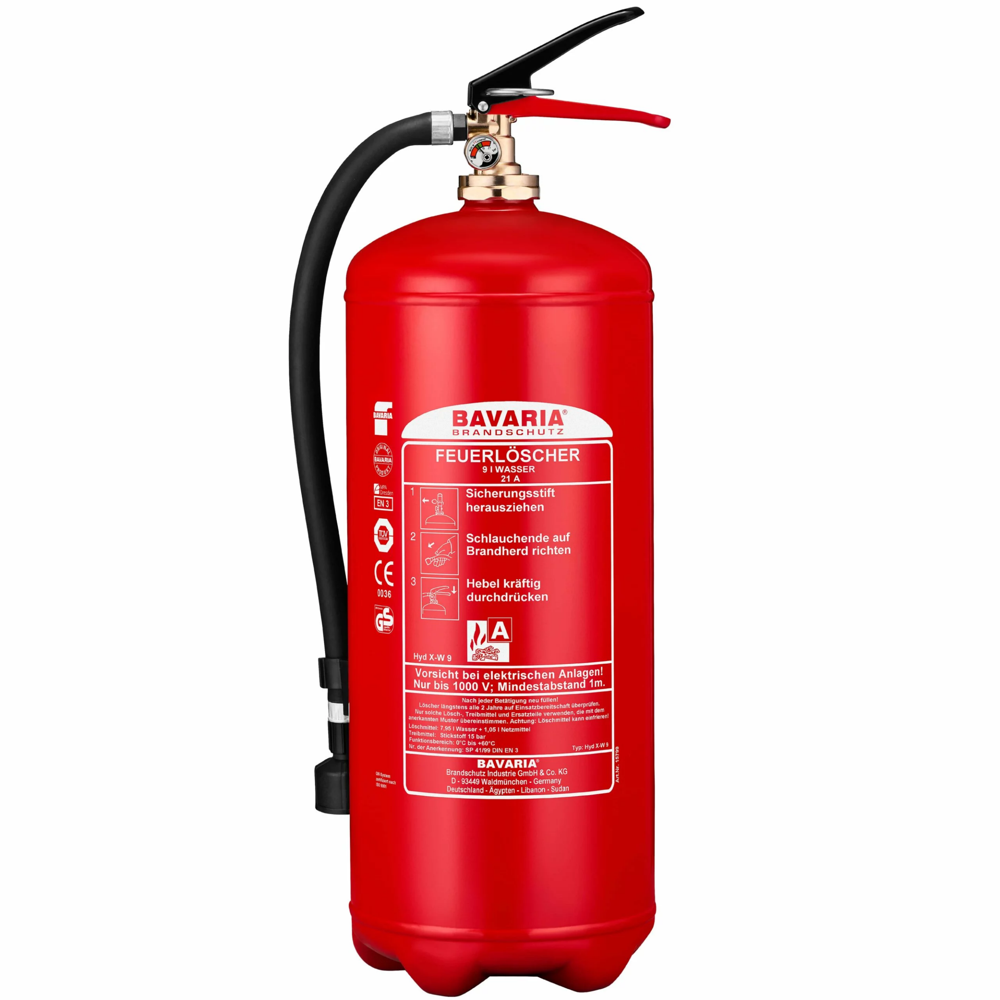 MADE IN GERMANY
27
bar
BAVARIA
BAVARIA®
BRANDSCHUTZ
FEUERLÖSCHER
9 l WASSER
21 A
ORIGINAL
BAVARIA
PRODUKT
MPA
Dresden
EN 3
TÜV
CE
0036
GS
1
Sicherungsstift
herausziehen
2
Schlauchende auf
Brandherd richten
3
Hebel kräftig
durchdrücken
A
Hyd X-W 9
Vorsicht bei elektrischen Anlagen!
Nur bis 1000 V; Mindestabstand 1m.
Nach jeder Betätigung neu füllen!
Löscher längstens alle 2 Jahre auf Einsatzbereitschaft überprüfen.
Nur solche Lösch-, Treibmittel und Ersatzteile verwenden, die mit dem
anerkannten Muster übereinstimmen. Achtung: Löschmittel kann einfrieren!
Löschmittel: 7,95 l Wasser + 1,05 l Netzmittel
Treibmittel: Stickstoff 15 bar
Funktionsbereich: 0°C bis +60°C
Nr. der Anerkennung: SP 41/99 DIN EN 3
Typ: Hyd X-W 9
Art.Nr. 15799
BAVARIA®
Brandschutz Industrie GmbH & Co. KG
D - 93449 Waldmünchen - Germany
Deutschland - Ägypten - Libanon - Sudan
QM-System
zertifiziert nach
ISO 9001